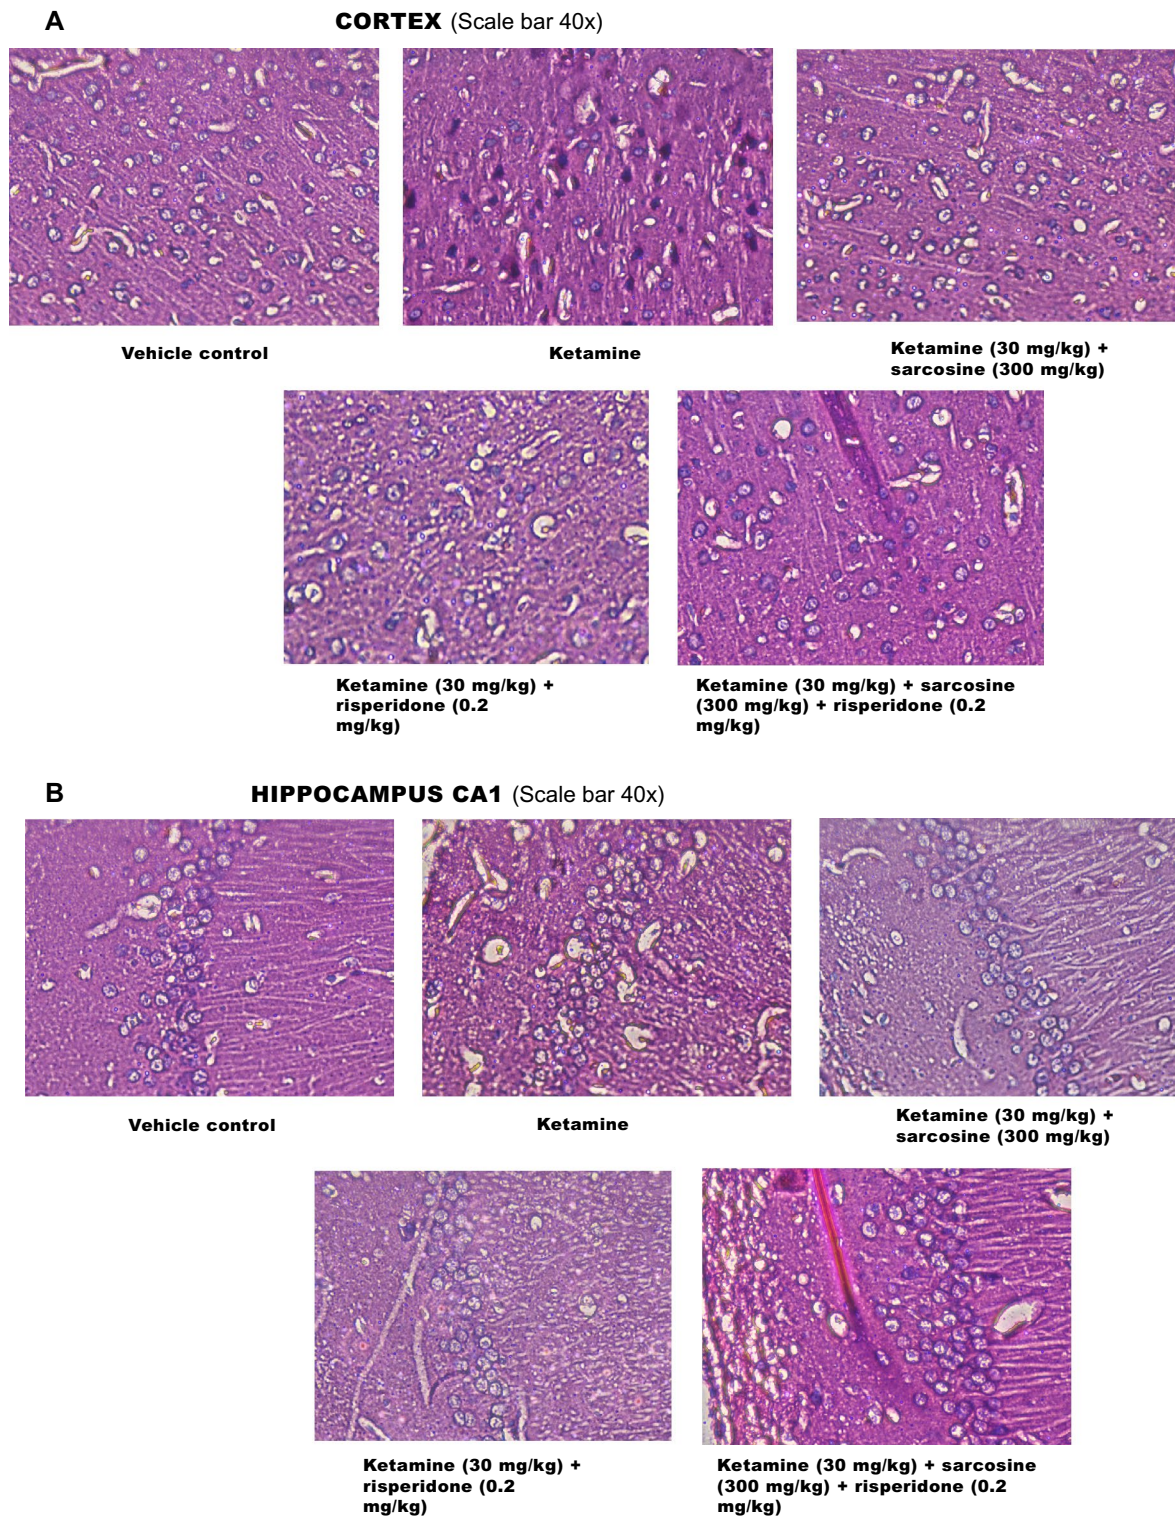 A
CORTEX (Scale bar 40x)
Vehicle control
Ketamine
Ketamine (30 mg/kg) +
sarcosine (300 mg/kg)
Ketamine (30 mg/kg) +
risperidone (0.2
mg/kg)
Ketamine (30 mg/kg) + sarcosine
(300 mg/kg) + risperidone (0.2
mg/kg)
B
HIPPOCAMPUS CA1 (Scale bar 40x)
Vehicle control
Ketamine
Ketamine (30 mg/kg) +
sarcosine (300 mg/kg)
Ketamine (30 mg/kg) +
risperidone (0.2
mg/kg)
Ketamine (30 mg/kg) + sarcosine
(300 mg/kg) + risperidone (0.2
mg/kg)